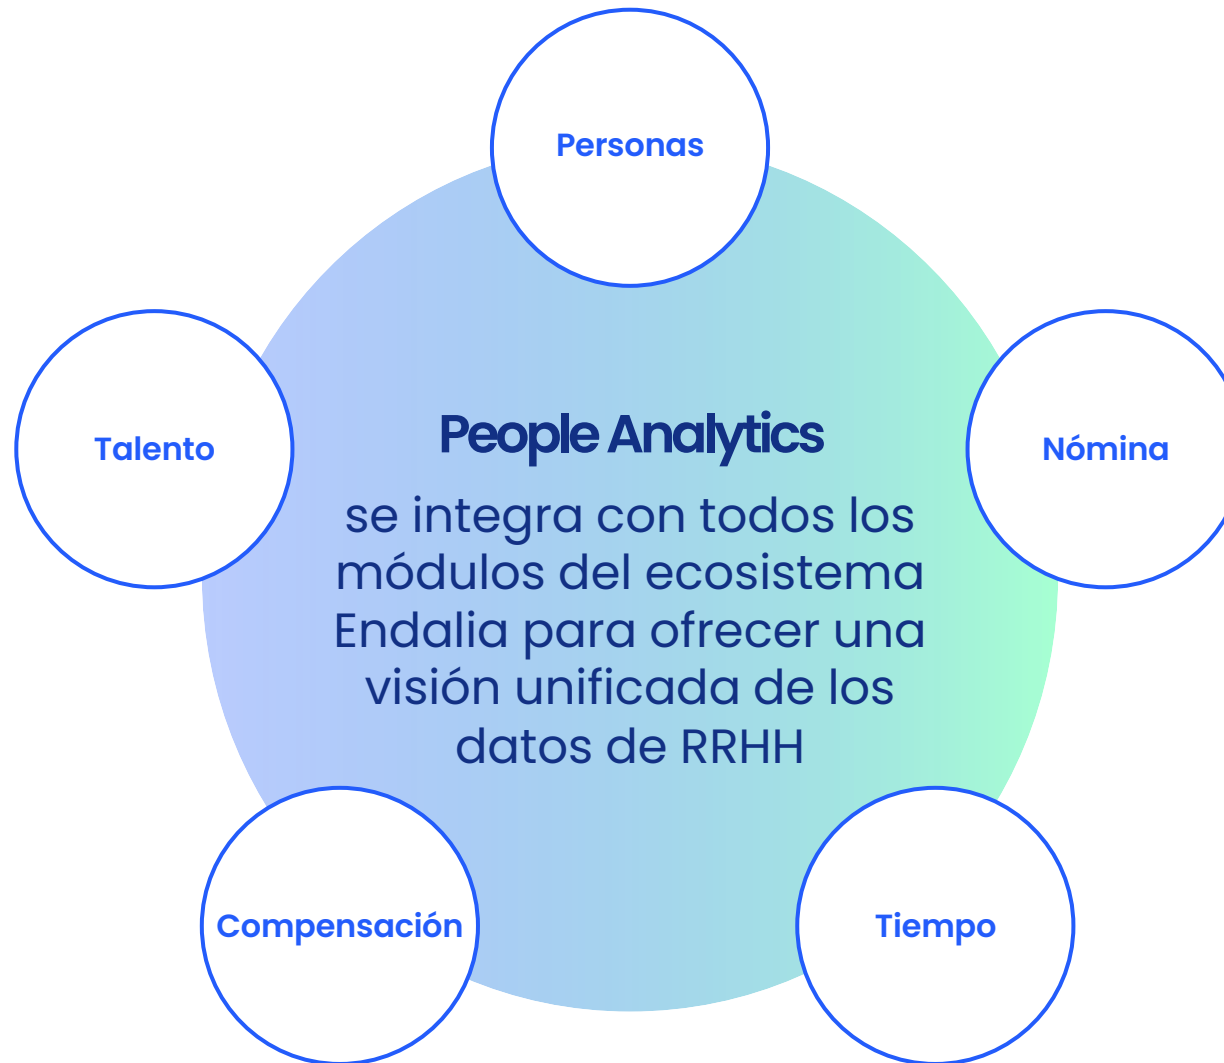 Personas
Talento
Nómina
People Analytics
se integra con todos los
módulos del ecosistema
Endalia para ofrecer una
visión unificada de los
datos de RRHH
Compensación
Tiempo